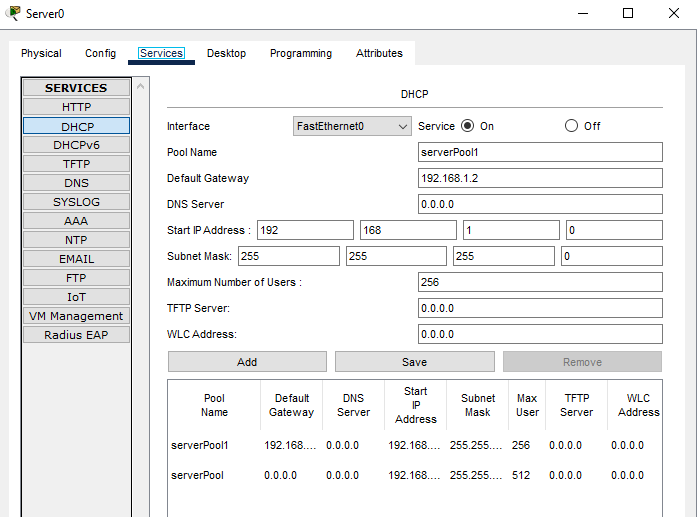 Server0
Physical Config Services Desktop Programming Attributes
SERVICES
HTTP
DHCP
DHCPv6
TFTP
DNS
SYSLOG
AAA
NTP
EMAIL
FTP
IoT
VM Management
Radius EAP
DHCP
Interface FastEthernet0 Service On Off
Pool Name serverPool1
Default Gateway 192.168.1.2
DNS Server 0.0.0.0
Start IP Address : 192 168 1 0
Subnet Mask: 255 255 255 0
Maximum Number of Users : 256
TFTP Server: 0.0.0.0
WLC Address: 0.0.0.0
Add Save Remove
Pool Name Default Gateway DNS Server Start IP Address Subnet Mask Max User TFTP Server WLC Address
serverPool1 192.168.... 0.0.0.0 192.168.... 255.255.... 256 0.0.0.0 0.0.0.0
serverPool 0.0.0.0 0.0.0.0 192.168.... 255.255.... 512 0.0.0.0 0.0.0.0